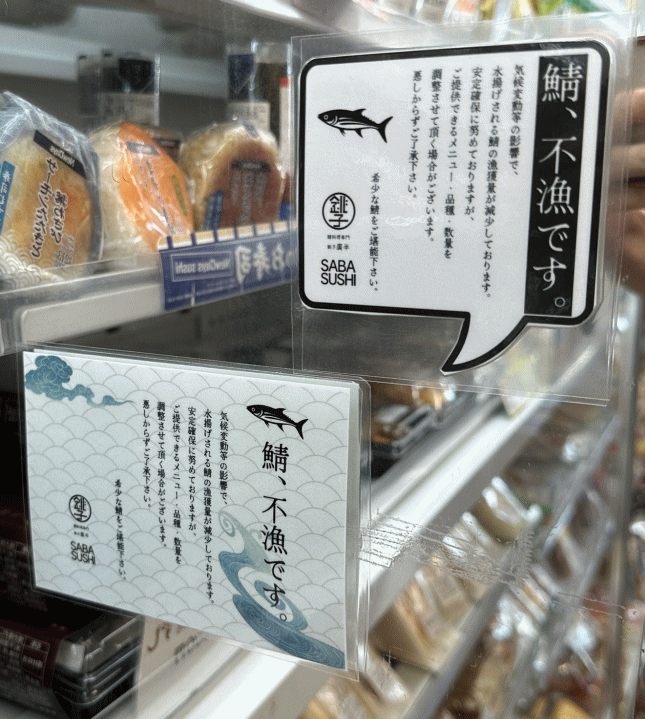 鯖、不漁です。
気候変動等の影響で、
水揚げされる鯖の漁獲量が減少しております。
安定確保に努めておりますが、
ご提供できるメニュー・品種・数量を
調整させて頂く場合がございます。
悪しからずご了承下さい。
希少な鯖をご堪能下さい。
銚子
SABA
SUSHI
鯖、不漁です。
気候変動等の影響で、
水揚げされる鯖の漁獲量が減少しております。
安定確保に努めておりますが、
ご提供できるメニュー・品種・数量を
調整させて頂く場合がございます。
悪しからずご了承下さい。
希少な鯖をご堪能下さい。
銚子
SABA
SUSHI
NewDays SUSHI
寿司